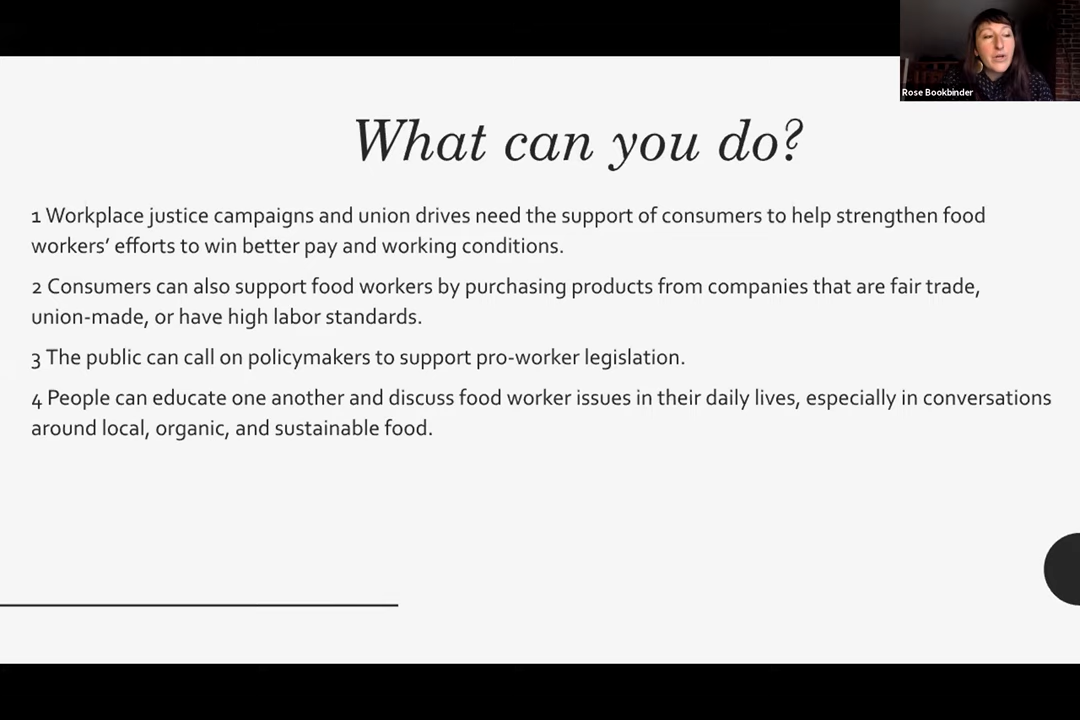 Rose Bookbinder
What can you do?
1 Workplace justice campaigns and union drives need the support of consumers to help strengthen food
workers’ efforts to win better pay and working conditions.
2 Consumers can also support food workers by purchasing products from companies that are fair trade,
union-made, or have high labor standards.
3 The public can call on policymakers to support pro-worker legislation.
4 People can educate one another and discuss food worker issues in their daily lives, especially in conversations
around local, organic, and sustainable food.